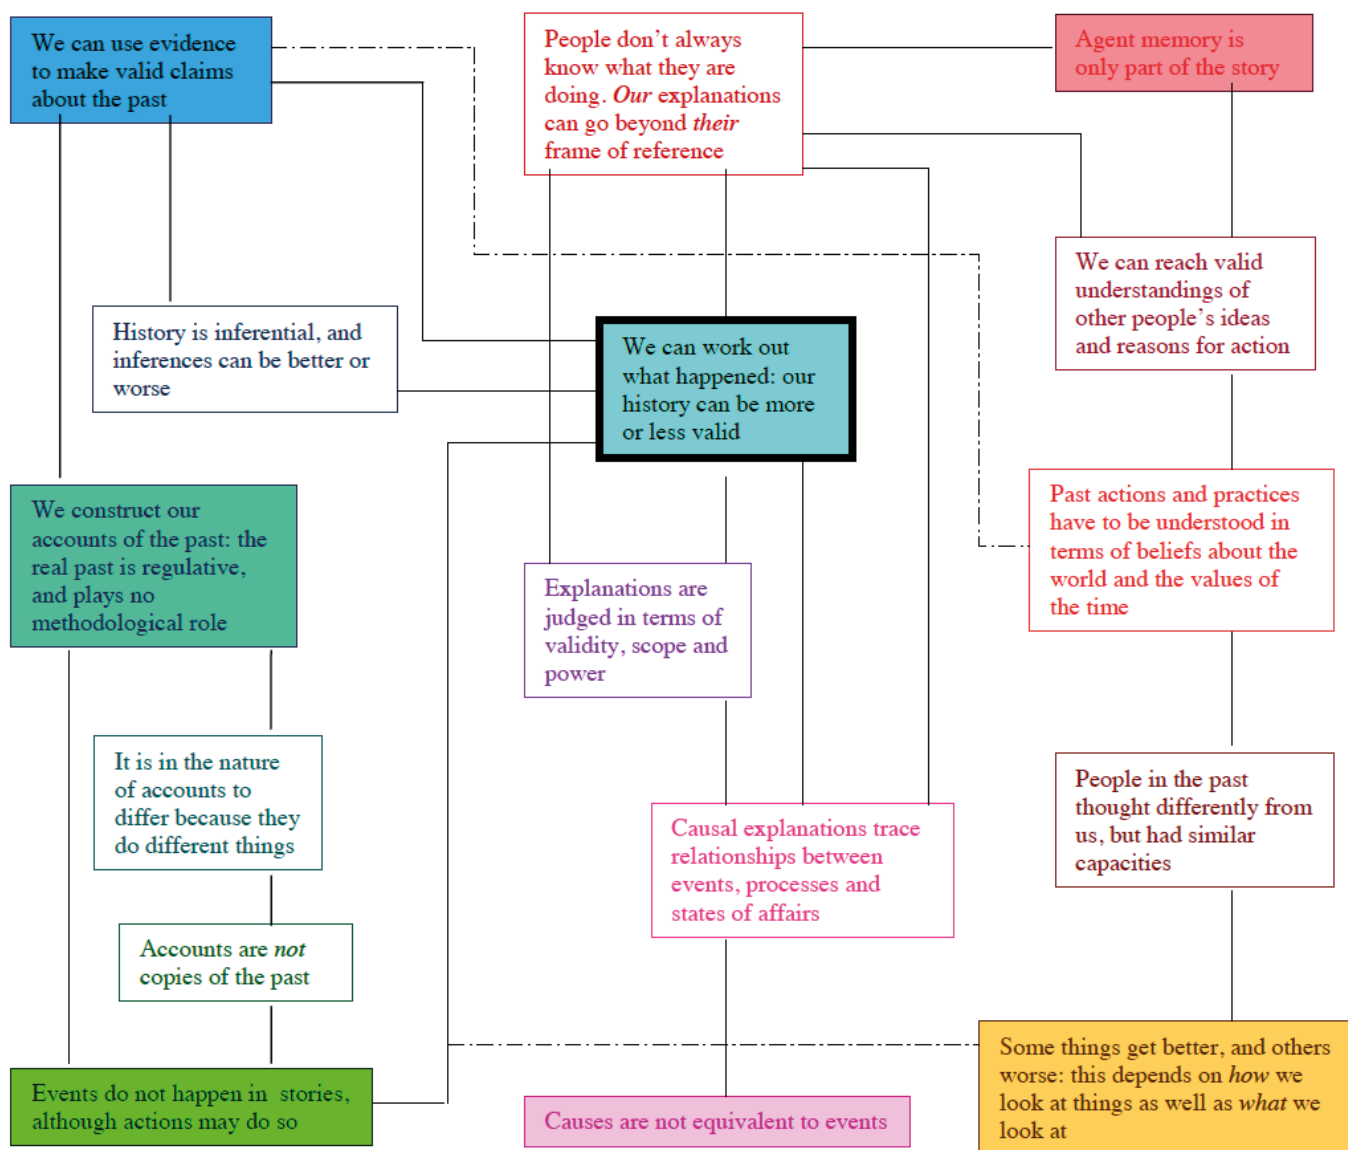 We can use evidence
to make valid claims
about the past
People don't always
know what they are
doing. Our explanations
can go beyond their
frame of reference
Agent memory is
only part of the story
We can reach valid
understandings of
other people's ideas
and reasons for action
History is inferential, and
inferences can be better or
worse
We can work out
what happened: our
history can be more
or less valid
Past actions and practices
have to be understood in
terms of beliefs about the
world and the values of
the time
We construct our
accounts of the past: the
real past is regulative,
and plays no
methodological role
Explanations are
judged in terms of
validity, scope and
power
It is in the nature
of accounts to
differ because they
do different things
People in the past
thought differently from
us, but had similar
capacities
Causal explanations trace
relationships between
events, processes and
states of affairs
Accounts are not
copies of the past
Some things get better, and others
worse: this depends on how we
look at things as well as what we
look at
Events do not happen in stories,
although actions may do so
Causes are not equivalent to events